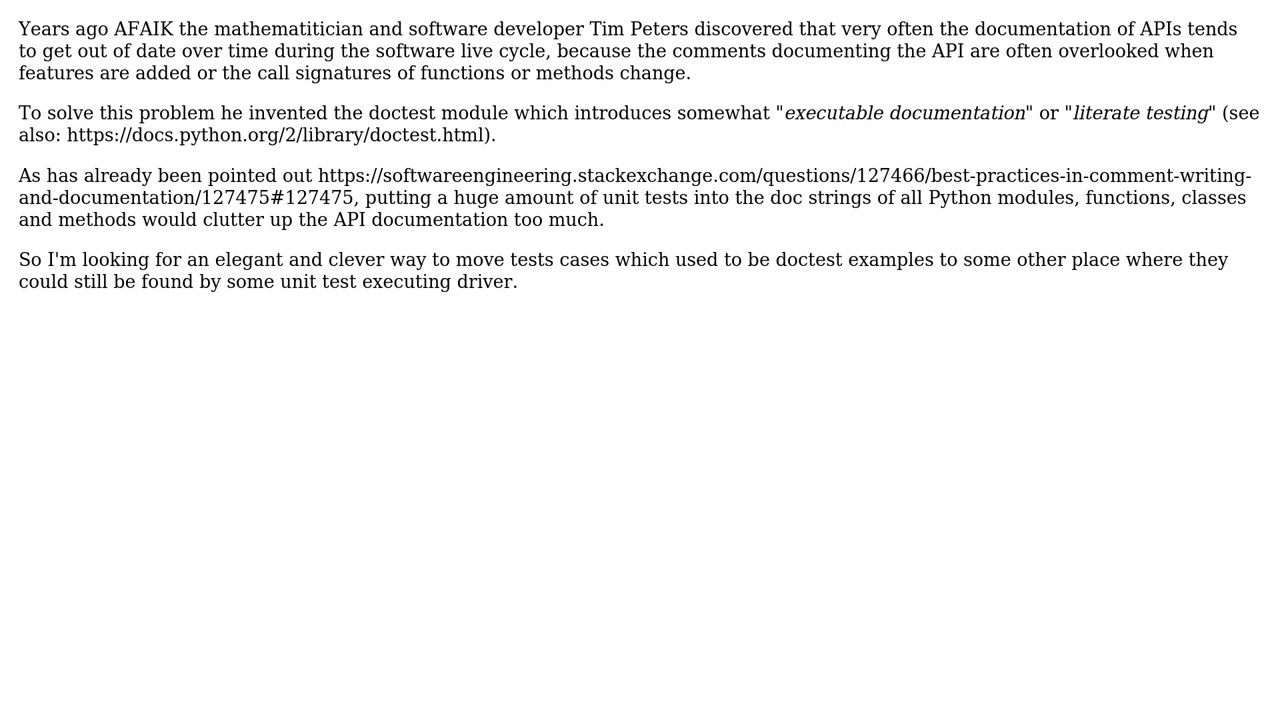 Years ago AFAIK the mathematitician and software developer Tim Peters discovered that very often the documentation of APIs tends
to get out of date over time during the software live cycle, because the comments documenting the API are often overlooked when
features are added or the call signatures of functions or methods change.
To solve this problem he invented the doctest module which introduces somewhat "executable documentation" or "literate testing" (see
also: https://docs.python.org/2/library/doctest.html).
As has already been pointed out https://softwareengineering.stackexchange.com/questions/127466/best-practices-in-comment-writing-
and-documentation/127475#127475, putting a huge amount of unit tests into the doc strings of all Python modules, functions, classes
and methods would clutter up the API documentation too much.
So I'm looking for an elegant and clever way to move tests cases which used to be doctest examples to some other place where they
could still be found by some unit test executing driver.